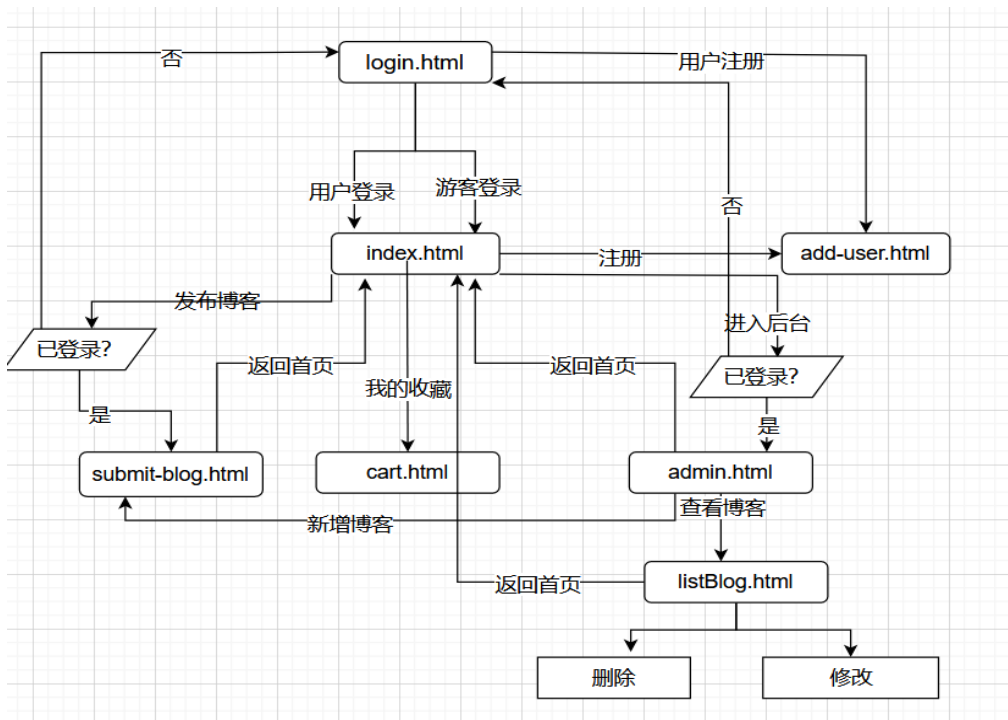 否
login.html
用户注册
用户登录
游客登录
否
index.html
注册
add-user.html
发布博客
进入后台
已登录?
返回首页
我的收藏
返回首页
已登录?
是
是
submit-blog.html
cart.html
admin.html
新增博客
查看博客
返回首页
listBlog.html
删除
修改